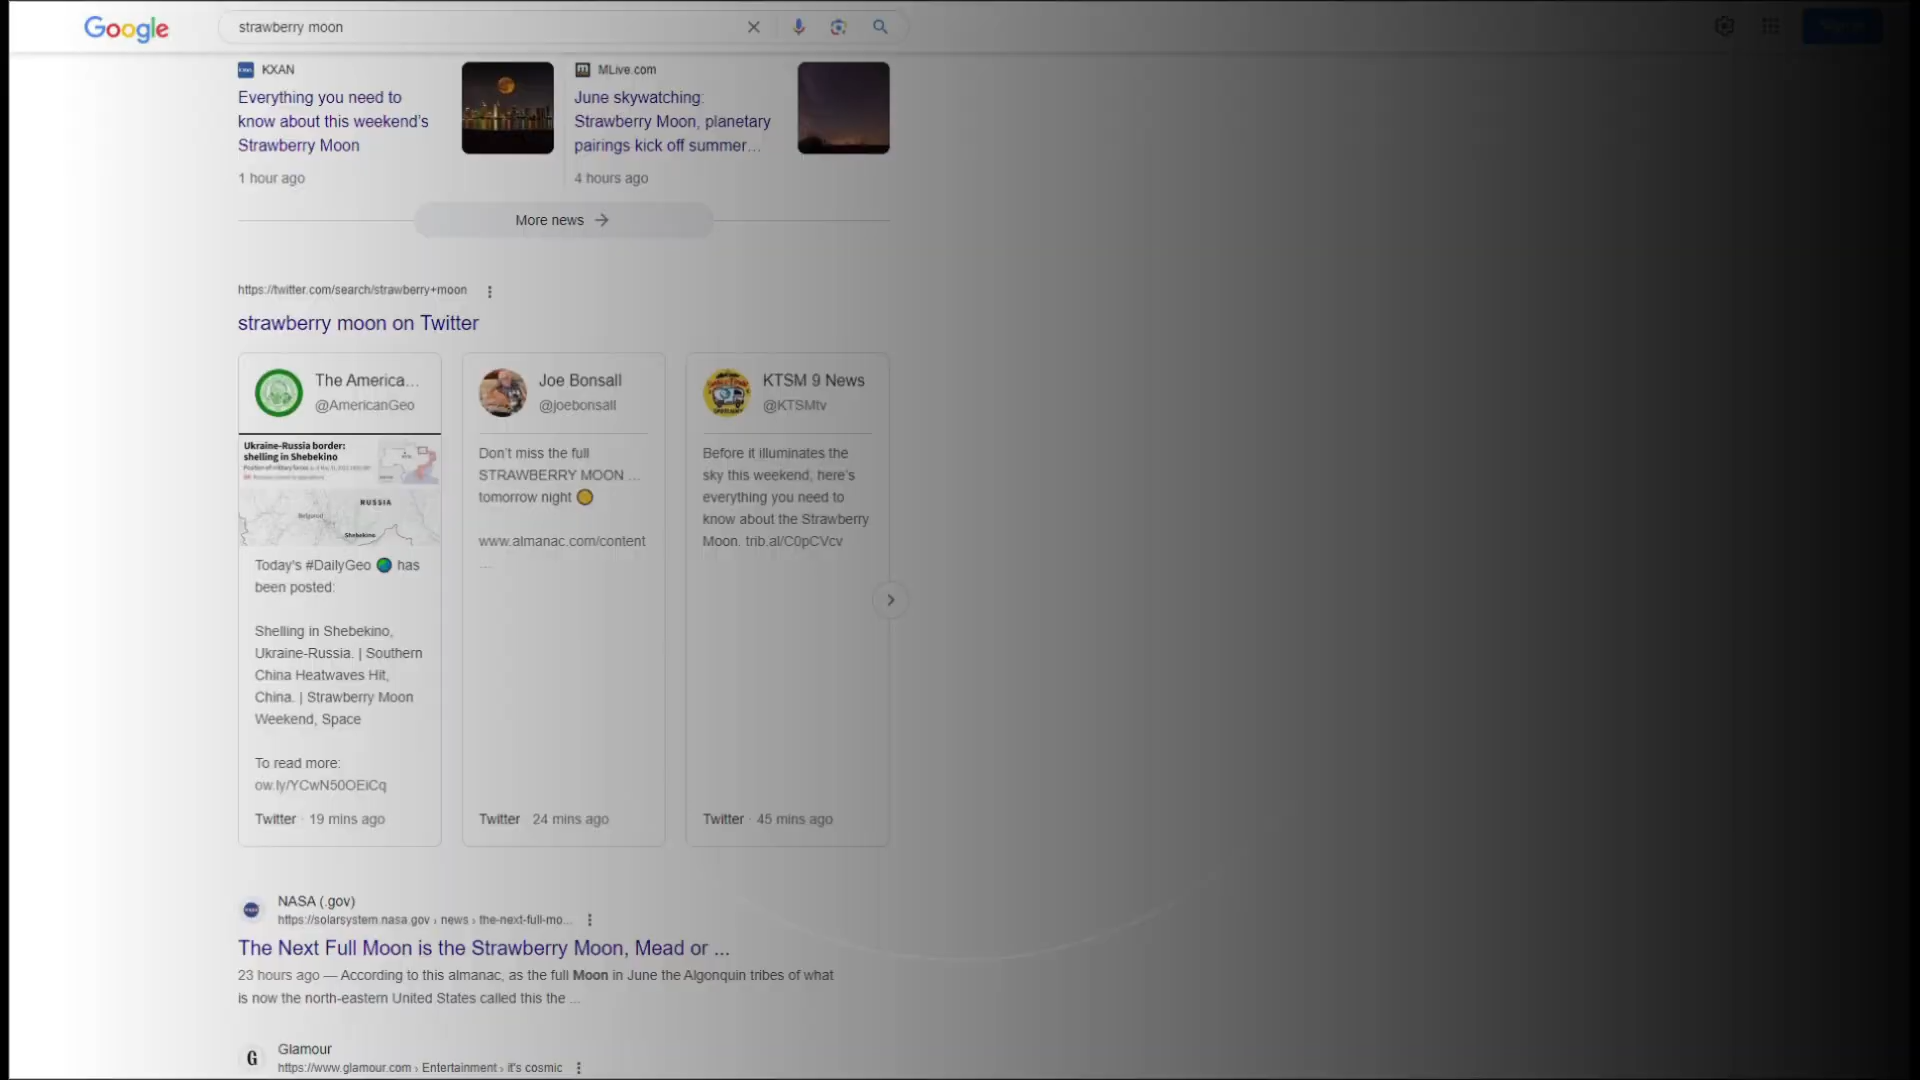 Google
strawberry moon
KXAN
Everything you need to
know about this weekend's
Strawberry Moon
1 hour ago
MLive.com
June skywatching:
Strawberry Moon, planetary
pairings kick off summer...
4 hours ago
More news
https://twitter.com/search/strawberry+moon
strawberry moon on Twitter
The America...
@AmericanGeo
Ukraine-Russia border:
shelling in Shebekino
RUSSIA
Belgorod
Shebekino
Today's #DailyGeo has
been posted:
Shelling in Shebekino,
Ukraine-Russia. | Southern
China Heatwaves Hit,
China. | Strawberry Moon
Weekend, Space
To read more:
ow.ly/YCwN50OEiCq
Twitter · 19 mins ago
Joe Bonsall
@joebonsall
Don't miss the full
STRAWBERRY MOON ...
tomorrow night
www.almanac.com/content
...
Twitter · 24 mins ago
KTSM 9 News
@KTSMtv
Before it illuminates the
sky this weekend, here's
everything you need to
know about the Strawberry
Moon. trib.al/C0pCVcv
Twitter · 45 mins ago
NASA (.gov)
https://solarsystem.nasa.gov › news › the-next-full-mo...
The Next Full Moon is the Strawberry Moon, Mead or ...
23 hours ago — According to this almanac, as the full Moon in June the Algonquin tribes of what
is now the north-eastern United States called this the ...
G
Glamour
https://www.glamour.com › Entertainment › it's cosmic